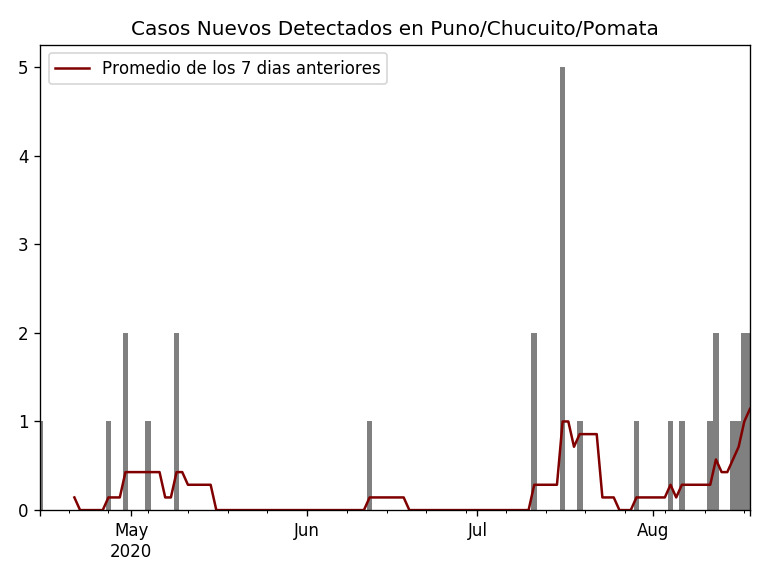 Casos Nuevos Detectados en Puno/Chucuito/Pomata
Promedio de los 7 dias anteriores
5
4
3
2
1
0
May Jun Jul Aug
2020